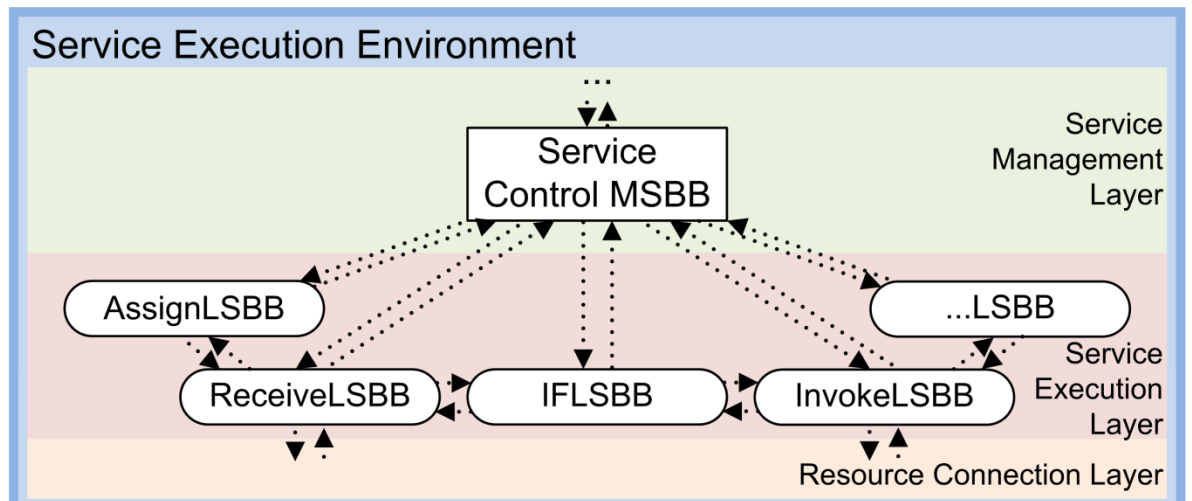 Service Execution Environment
...
Service
Control MSBB
Service
Management
Layer
AssignLSBB
...LSBB
ReceiveLSBB
IFLSBB
InvokeLSBB
Service
Execution
Layer
Resource Connection Layer